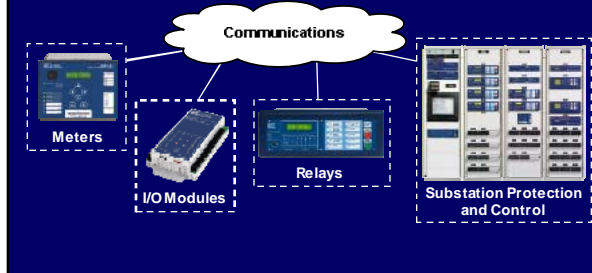 Communications
Meters
I/O Modules
Relays
Substation Protection
and Control